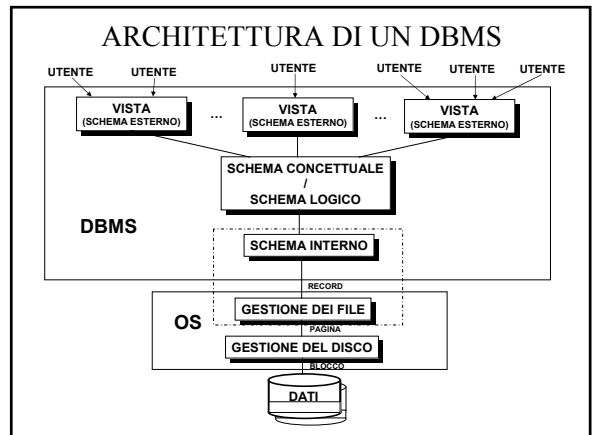 ARCHITETTURA DI UN DBMS
UTENTE UTENTE UTENTE UTENTE UTENTE UTENTE
VISTA
(SCHEMA ESTERNO)
...
VISTA
(SCHEMA ESTERNO)
...
VISTA
(SCHEMA ESTERNO)
SCHEMA CONCETTUALE
/
SCHEMA LOGICO
DBMS
SCHEMA INTERNO
RECORD
GESTIONE DEI FILE
OS
PAGINA
GESTIONE DEL DISCO
BLOCCO
DATI